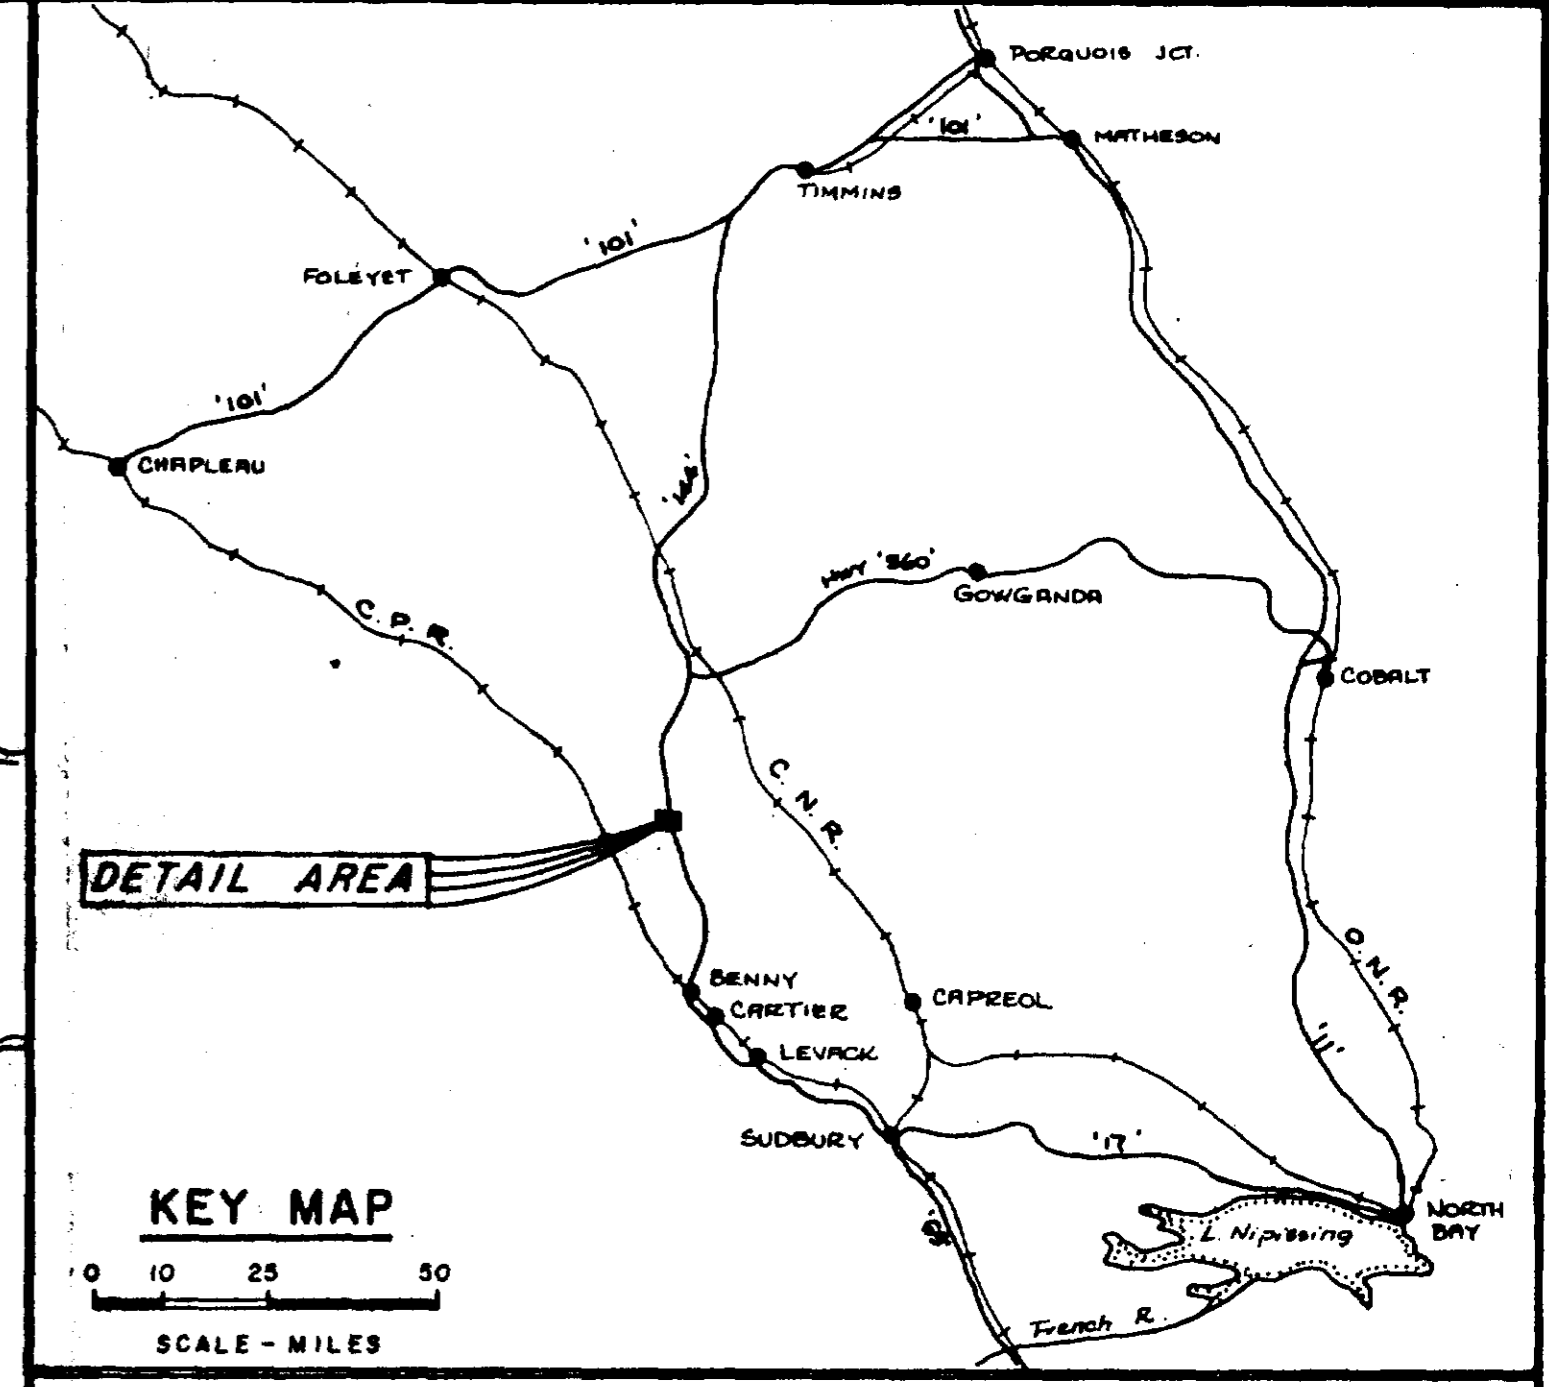 PORQUOIS JCT.
'101'
MATHESON
TIMMINS
'101'
FOLEYET
'101'
CHAPLEAU
'144'
HWY '560'
GOWGANDA
C. P. R.
COBALT
C. N. R.
DETAIL AREA
O. N. R.
BENNY
CAPREOL
CARTIER
'11'
LEVACK
SUDBURY
'17'
KEY MAP
NORTH
BAY
L. Nipissing
0 10 25 50
French R.
SCALE - MILES